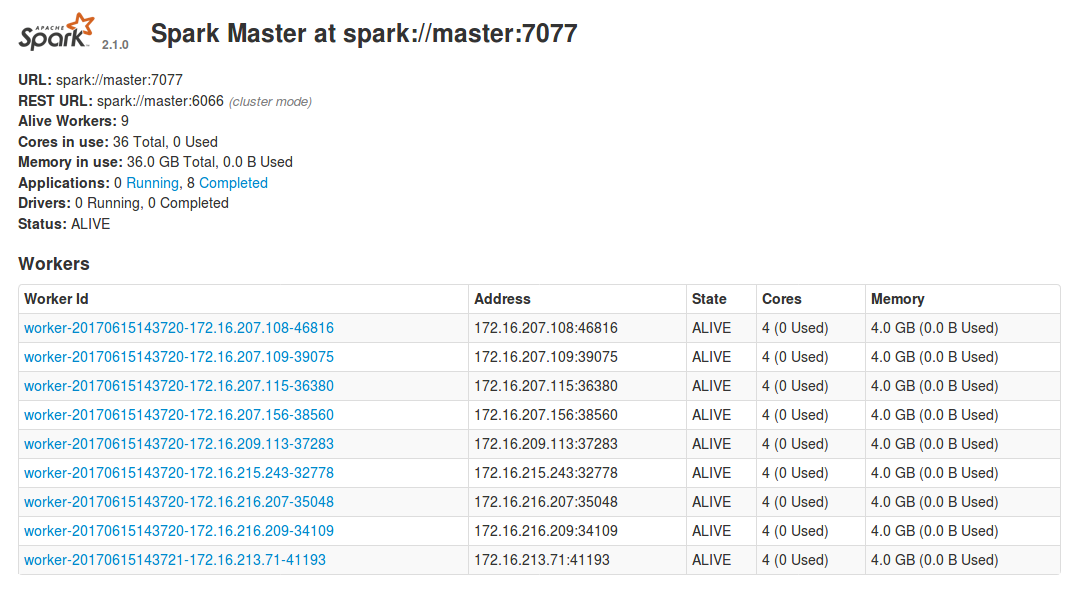 APACHE Spark 2.1.0 Spark Master at spark://master:7077
URL: spark://master:7077
REST URL: spark://master:6066 (cluster mode)
Alive Workers: 9
Cores in use: 36 Total, 0 Used
Memory in use: 36.0 GB Total, 0.0 B Used
Applications: 0 Running, 8 Completed
Drivers: 0 Running, 0 Completed
Status: ALIVE
Workers
Worker Id Address State Cores Memory
worker-20170615143720-172.16.207.108-46816 172.16.207.108:46816 ALIVE 4 (0 Used) 4.0 GB (0.0 B Used)
worker-20170615143720-172.16.207.109-39075 172.16.207.109:39075 ALIVE 4 (0 Used) 4.0 GB (0.0 B Used)
worker-20170615143720-172.16.207.115-36380 172.16.207.115:36380 ALIVE 4 (0 Used) 4.0 GB (0.0 B Used)
worker-20170615143720-172.16.207.156-38560 172.16.207.156:38560 ALIVE 4 (0 Used) 4.0 GB (0.0 B Used)
worker-20170615143720-172.16.209.113-37283 172.16.209.113:37283 ALIVE 4 (0 Used) 4.0 GB (0.0 B Used)
worker-20170615143720-172.16.215.243-32778 172.16.215.243:32778 ALIVE 4 (0 Used) 4.0 GB (0.0 B Used)
worker-20170615143720-172.16.216.207-35048 172.16.216.207:35048 ALIVE 4 (0 Used) 4.0 GB (0.0 B Used)
worker-20170615143720-172.16.216.209-34109 172.16.216.209:34109 ALIVE 4 (0 Used) 4.0 GB (0.0 B Used)
worker-20170615143721-172.16.213.71-41193 172.16.213.71:41193 ALIVE 4 (0 Used) 4.0 GB (0.0 B Used)